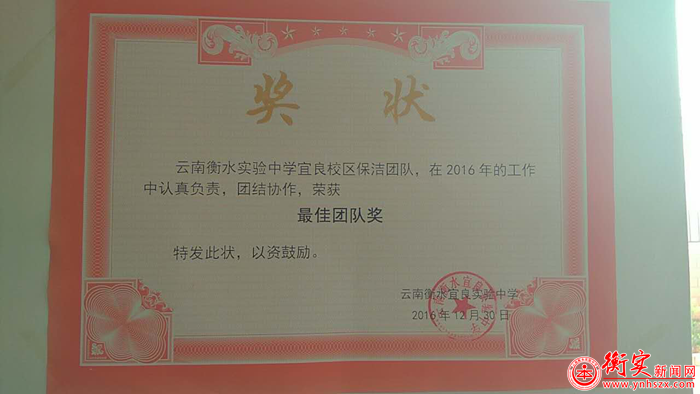 奖 状
云南衡水实验中学宜良校区保洁团队，在2016年的工作
中认真负责，团结协作，荣获
最佳团队奖
特发此状，以资鼓励。
云南衡水宜良实验中学
2016年12月30日
衡实新闻网
www.ynhszx.com